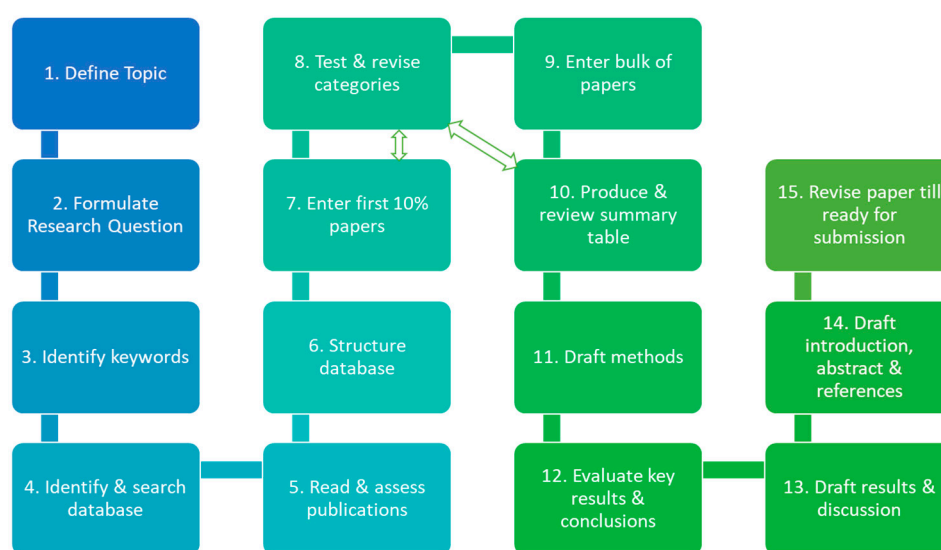 1. Define Topic
2. Formulate
Research Question
3. Identify keywords
4. Identify & search
database
5. Read & assess
publications
6. Structure
database
7. Enter first 10%
papers
8. Test & revise
categories
9. Enter bulk of
papers
10. Produce &
review summary
table
11. Draft methods
12. Evaluate key
results &
conclusions
13. Draft results &
discussion
14. Draft
introduction,
abstract &
references
15. Revise paper till
ready for
submission